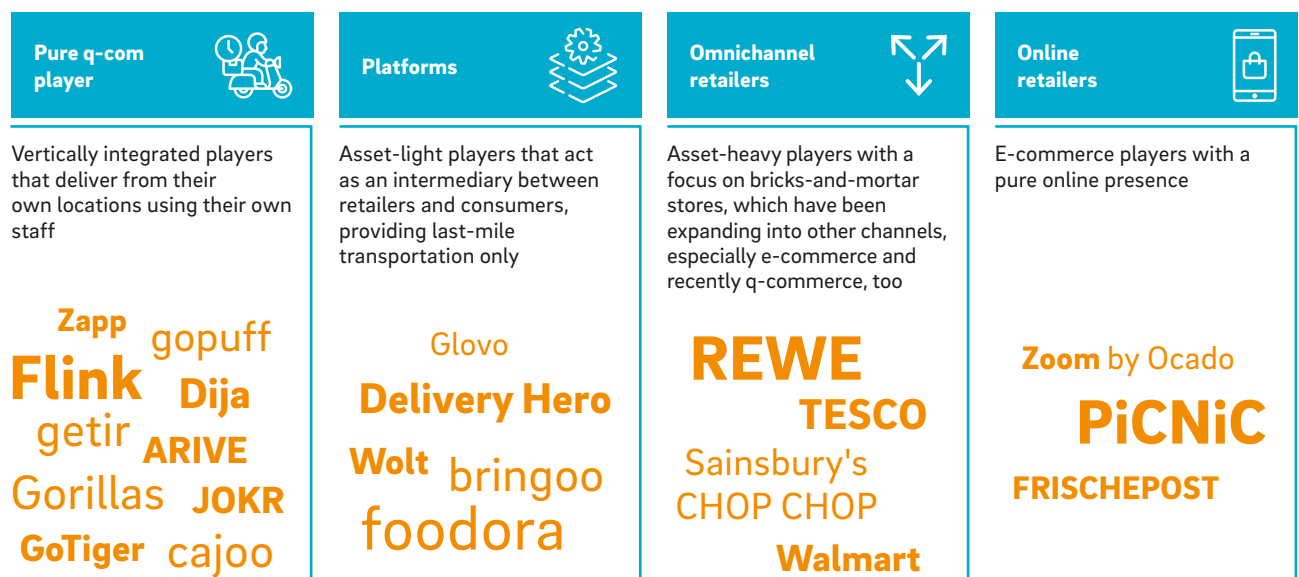 Pure q-com
player
Vertically integrated players
that deliver from their
own locations using their own
staff
Zapp
gopuff
Flink
Dija
getir
ARIVE
Gorillas
JOKR
GoTiger
cajoo
Platforms
Asset-light players that act
as an intermediary between
retailers and consumers,
providing last-mile
transportation only
Glovo
Delivery Hero
Wolt
bringoo
foodora
Omnichannel
retailers
Asset-heavy players with a
focus on bricks-and-mortar
stores, which have been
expanding into other channels,
especially e-commerce and
recently q-commerce, too
REWE
TESCO
Sainsbury's
CHOP CHOP
Walmart
Online
retailers
E-commerce players with a
pure online presence
Zoom by Ocado
PiCNiC
FRISCHEPOST